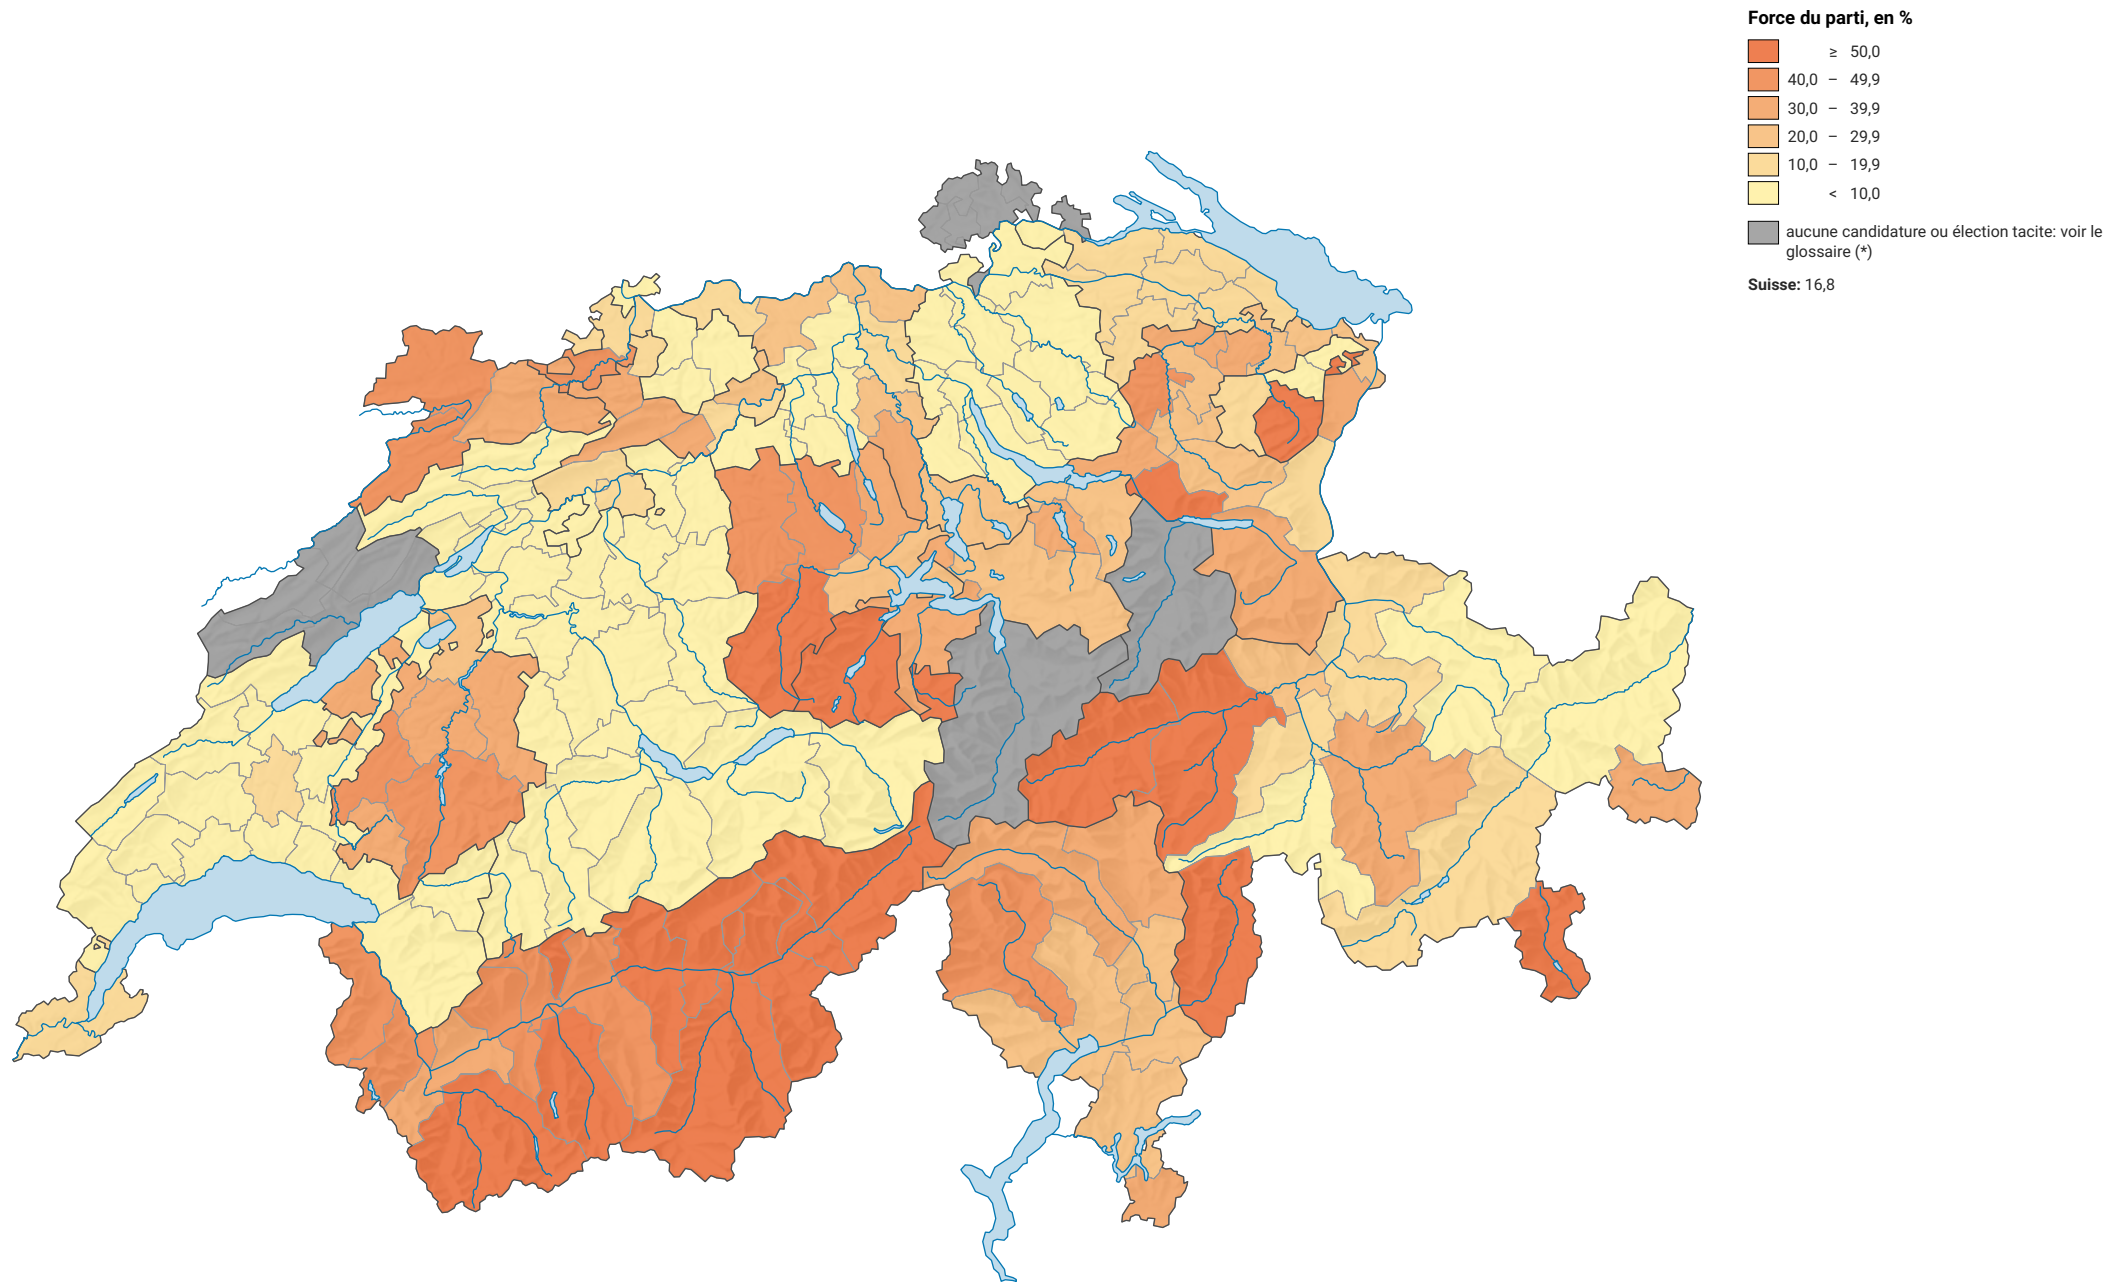 Force du parti, en %
≥ 50,0
40,0 – 49,9
30,0 – 39,9
20,0 – 29,9
10,0 – 19,9
< 10,0
aucune candidature ou élection tacite: voir le
glossaire (*)
Suisse: 16,8